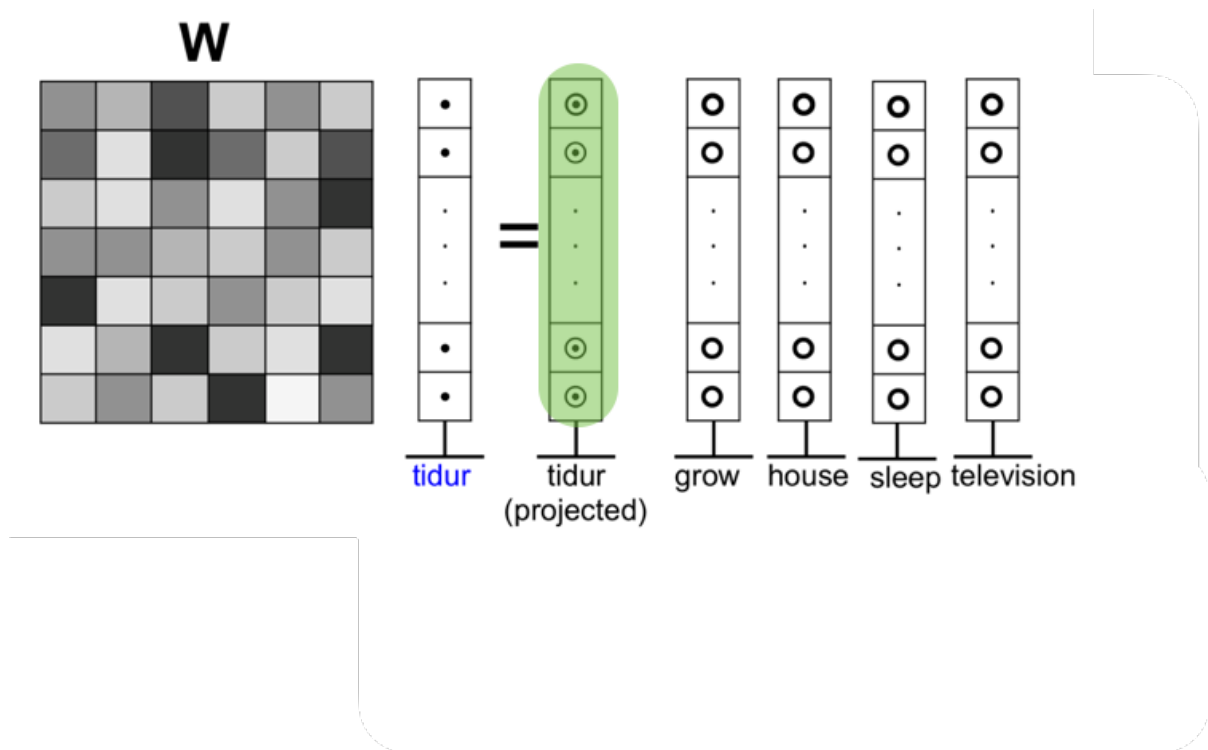 W
=
tidur
tidur
(projected)
grow
house
sleep
television